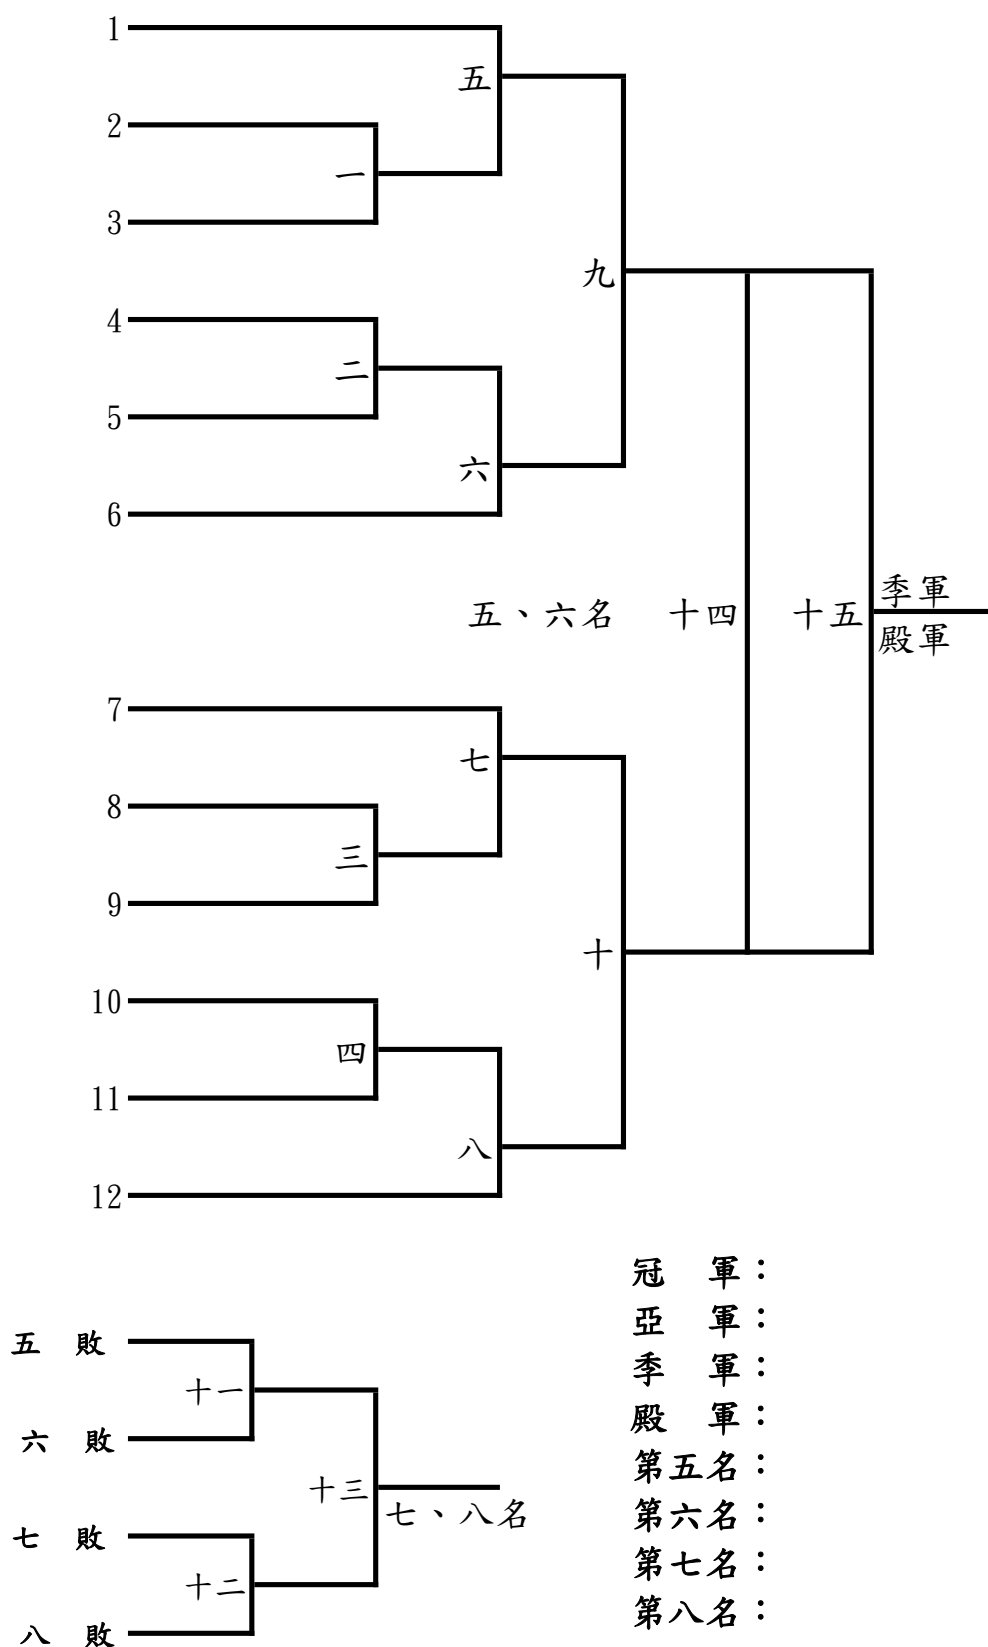 1
五
2
一
3
九
4
二
5
六
6
季軍
五、六名 十四 十五
殿軍
7
七
8
三
9
十
10
四
11
八
12
冠 軍：
亞 軍：
五 敗
季 軍：
十一
殿 軍：
六 敗
第五名：
十三
七、八名
第六名：
七 敗
第七名：
十二
第八名：
八 敗